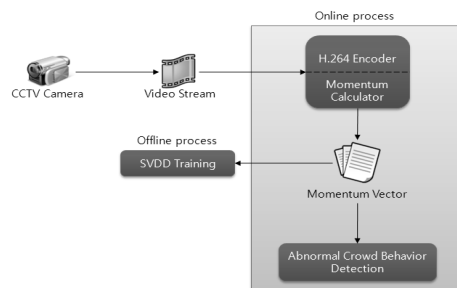 Online process
H.264 Encoder
Momentum
Calculator
CCTV Camera
Video Stream
Offline process
SVDD Training
Momentum Vector
Abnormal Crowd Behavior
Detection